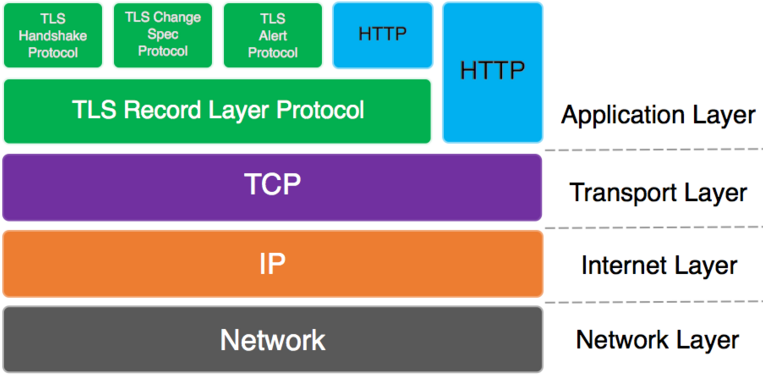 TLS
Handshake
Protocol
TLS Change
Spec
Protocol
TLS
Alert
Protocol
HTTP
HTTP
TLS Record Layer Protocol
Application Layer
TCP
Transport Layer
IP
Internet Layer
Network
Network Layer